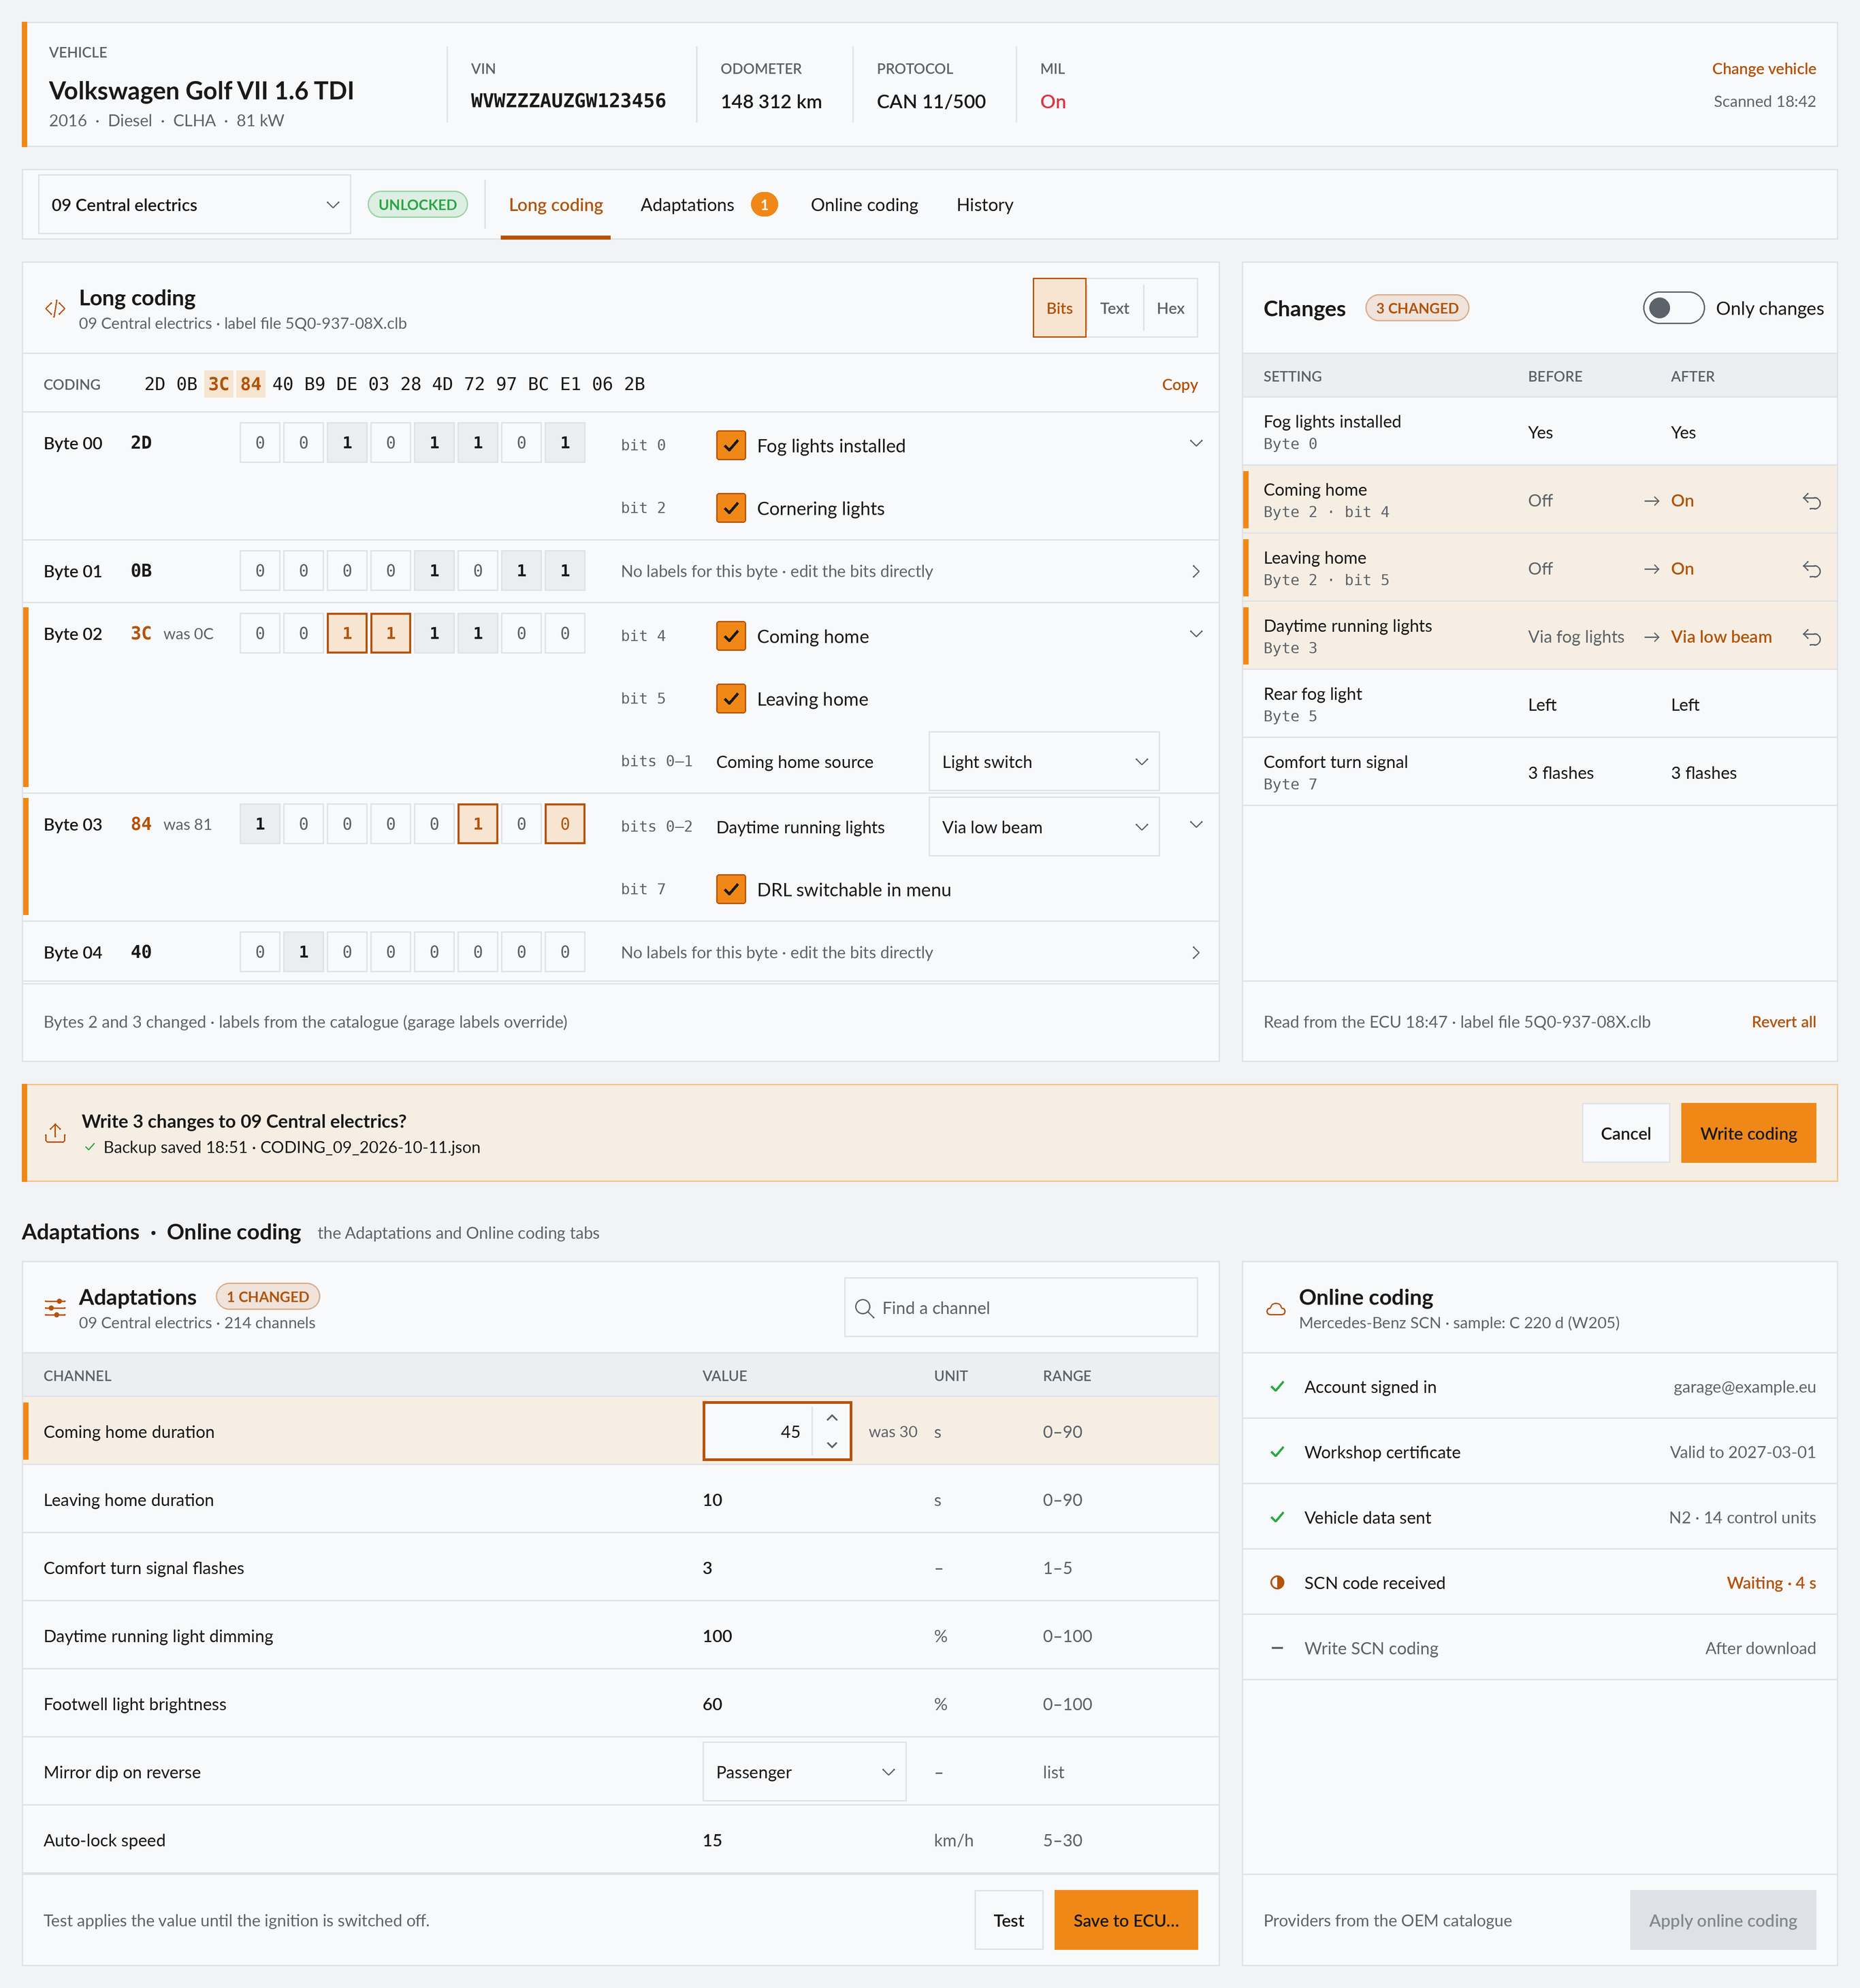 VEHICLE
Volkswagen Golf VII 1.6 TDI
2016 · Diesel · CLHA · 81 kW
VIN
WVWZZZAUZGW123456
ODOMETER
148 312 km
PROTOCOL
CAN 11/500
MIL
On
Change vehicle
Scanned 18:42
09 Central electrics
UNLOCKED
Long coding
Adaptations 1
Online coding
History
Long coding
09 Central electrics · label file 5Q0-937-08X.clb
Bits Text Hex
CODING 2D 0B 3C 84 40 B9 DE 03 28 4D 72 97 BC E1 06 2B Copy
Byte 00 2D 0 0 1 0 1 1 0 1 bit 0 Fog lights installed
bit 2 Cornering lights
Byte 01 0B 0 0 0 0 1 0 1 1 No labels for this byte · edit the bits directly
Byte 02 3C was 0C 0 0 1 1 1 1 0 0 bit 4 Coming home
bit 5 Leaving home
bits 0–1 Coming home source Light switch
Byte 03 84 was 81 1 0 0 0 0 1 0 0 bits 0–2 Daytime running lights Via low beam
bit 7 DRL switchable in menu
Byte 04 40 0 1 0 0 0 0 0 0 No labels for this byte · edit the bits directly
Bytes 2 and 3 changed · labels from the catalogue (garage labels override)
Changes 3 CHANGED Only changes
SETTING BEFORE AFTER
Fog lights installed
Byte 0
Yes Yes
Coming home
Byte 2 · bit 4
Off → On
Leaving home
Byte 2 · bit 5
Off → On
Daytime running lights
Byte 3
Via fog lights → Via low beam
Rear fog light
Byte 5
Left Left
Comfort turn signal
Byte 7
3 flashes 3 flashes
Read from the ECU 18:47 · label file 5Q0-937-08X.clb Revert all
Write 3 changes to 09 Central electrics?
Backup saved 18:51 · CODING_09_2026-10-11.json
Cancel Write coding
Adaptations · Online coding the Adaptations and Online coding tabs
Adaptations 1 CHANGED
09 Central electrics · 214 channels
Find a channel
CHANNEL VALUE UNIT RANGE
Coming home duration 45 was 30 s 0–90
Leaving home duration 10 s 0–90
Comfort turn signal flashes 3 – 1–5
Daytime running light dimming 100 % 0–100
Footwell light brightness 60 % 0–100
Mirror dip on reverse Passenger – list
Auto-lock speed 15 km/h 5–30
Test applies the value until the ignition is switched off. Test Save to ECU...
Online coding
Mercedes-Benz SCN · sample: C 220 d (W205)
Account signed in garage@example.eu
Workshop certificate Valid to 2027-03-01
Vehicle data sent N2 · 14 control units
SCN code received Waiting · 4 s
Write SCN coding After download
Providers from the OEM catalogue Apply online coding